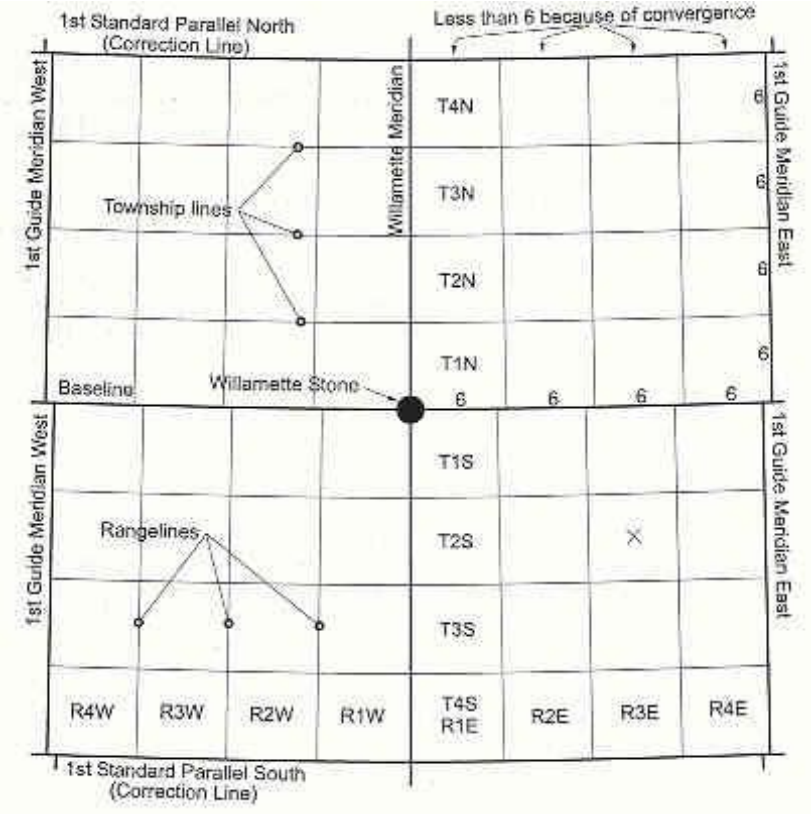 1st Standard Parallel North
(Correction Line)
Less than 6 because of convergence
1st Guide Meridian West
Willamette Meridian
1st Guide Meridian East
T4N
6
Township lines
T3N
6
T2N
6
T1N
6
Baseline
Willamette Stone
6 6 6 6
1st Guide Meridian West
1st Guide Meridian East
T1S
Rangelines
T2S
X
T3S
R4W R3W R2W R1W T4S R2E R3E R4E
R1E
1st Standard Parallel South
(Correction Line)